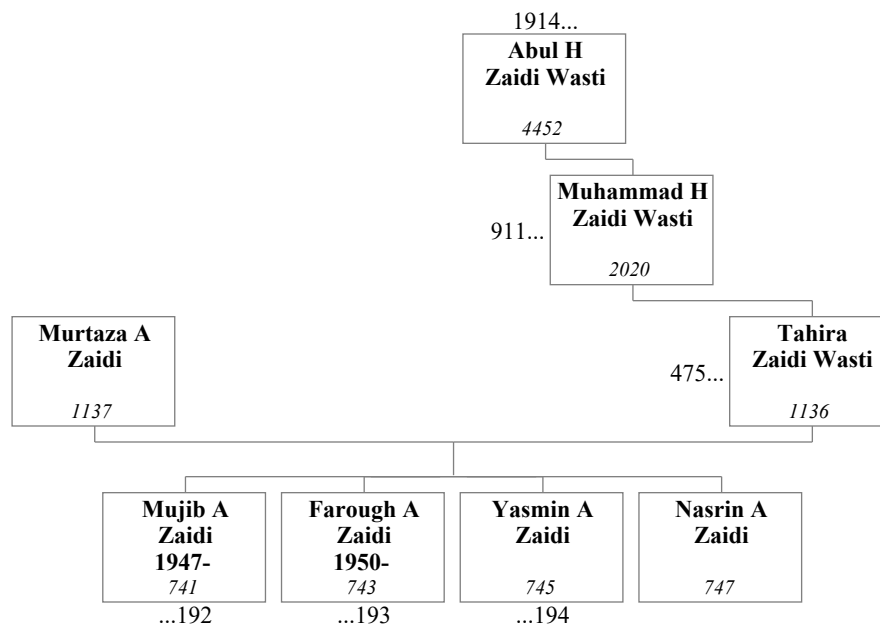 1914...
Abul H
Zaidi Wasti
4452
Muhammad H
Zaidi Wasti
911...
2020
Murtaza A
Zaidi
1137
Tahira
Zaidi Wasti
475...
1136
Mujib A
Zaidi
1947-
741
...192
Farough A
Zaidi
1950-
743
...193
Yasmin A
Zaidi
745
...194
Nasrin A
Zaidi
747